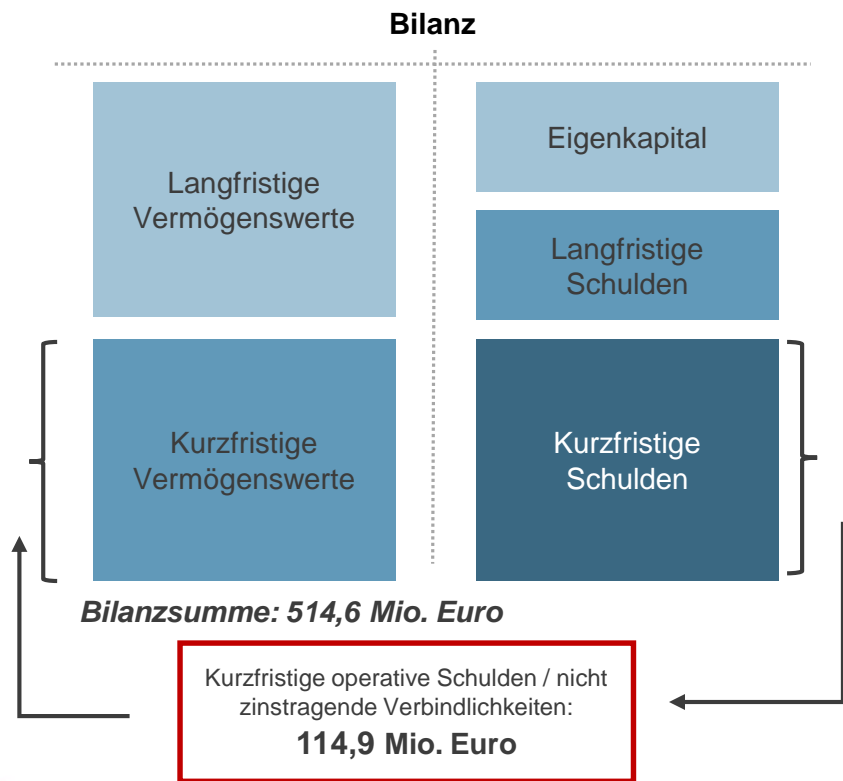 Bilanz
Langfristige
Vermögenswerte
Eigenkapital
Langfristige
Schulden
Kurzfristige
Vermögenswerte
Kurzfristige
Schulden
Bilanzsumme: 514,6 Mio. Euro
Kurzfristige operative Schulden / nicht
zinstragende Verbindlichkeiten:
114,9 Mio. Euro